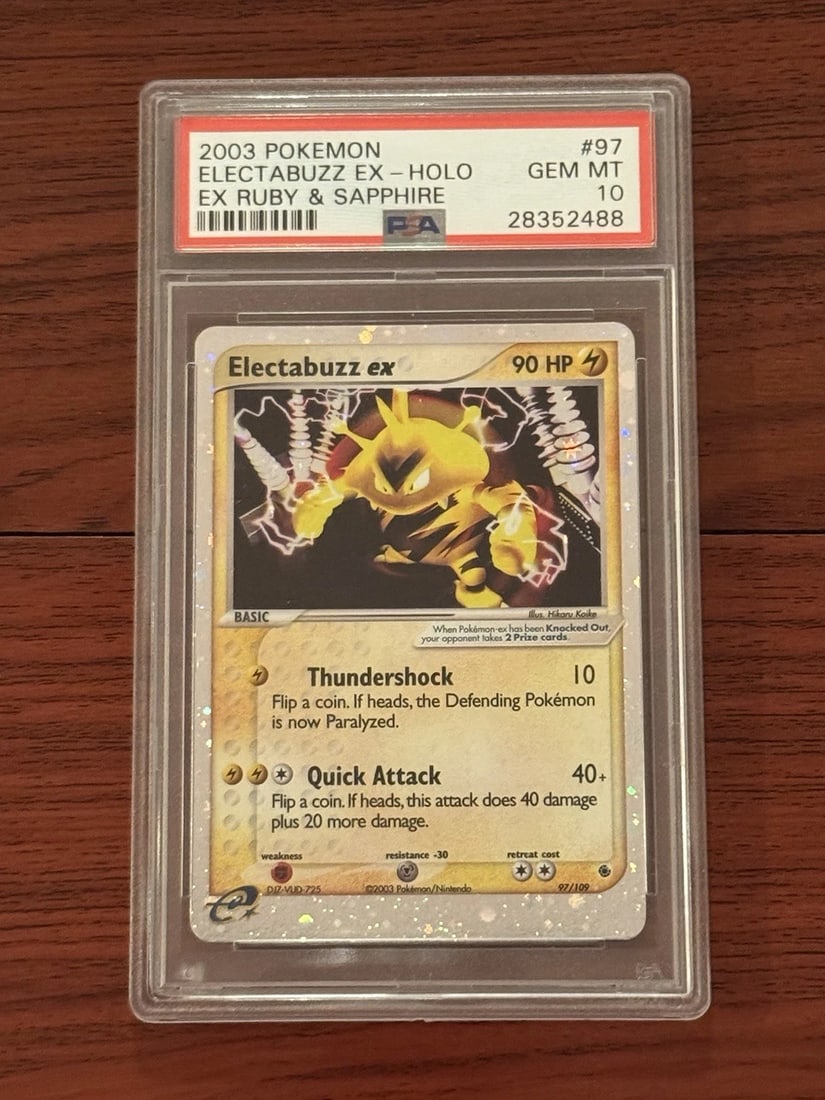 2003 POKEMON #97
ELECTABUZZ EX – HOLO GEM MT
EX RUBY & SAPPHIRE 10
PSA 28352488
Electabuzz ex 90 HP
BASIC
Illus. Hikaru Koike
When Pokémon-ex has been Knocked Out,
your opponent takes 2 Prize cards.
Thundershock 10
Flip a coin. If heads, the Defending Pokémon
is now Paralyzed.
Quick Attack 40+
Flip a coin. If heads, this attack does 40 damage
plus 20 more damage.
weakness resistance -30 retreat cost
©2003 Pokémon/Nintendo 97/109
e